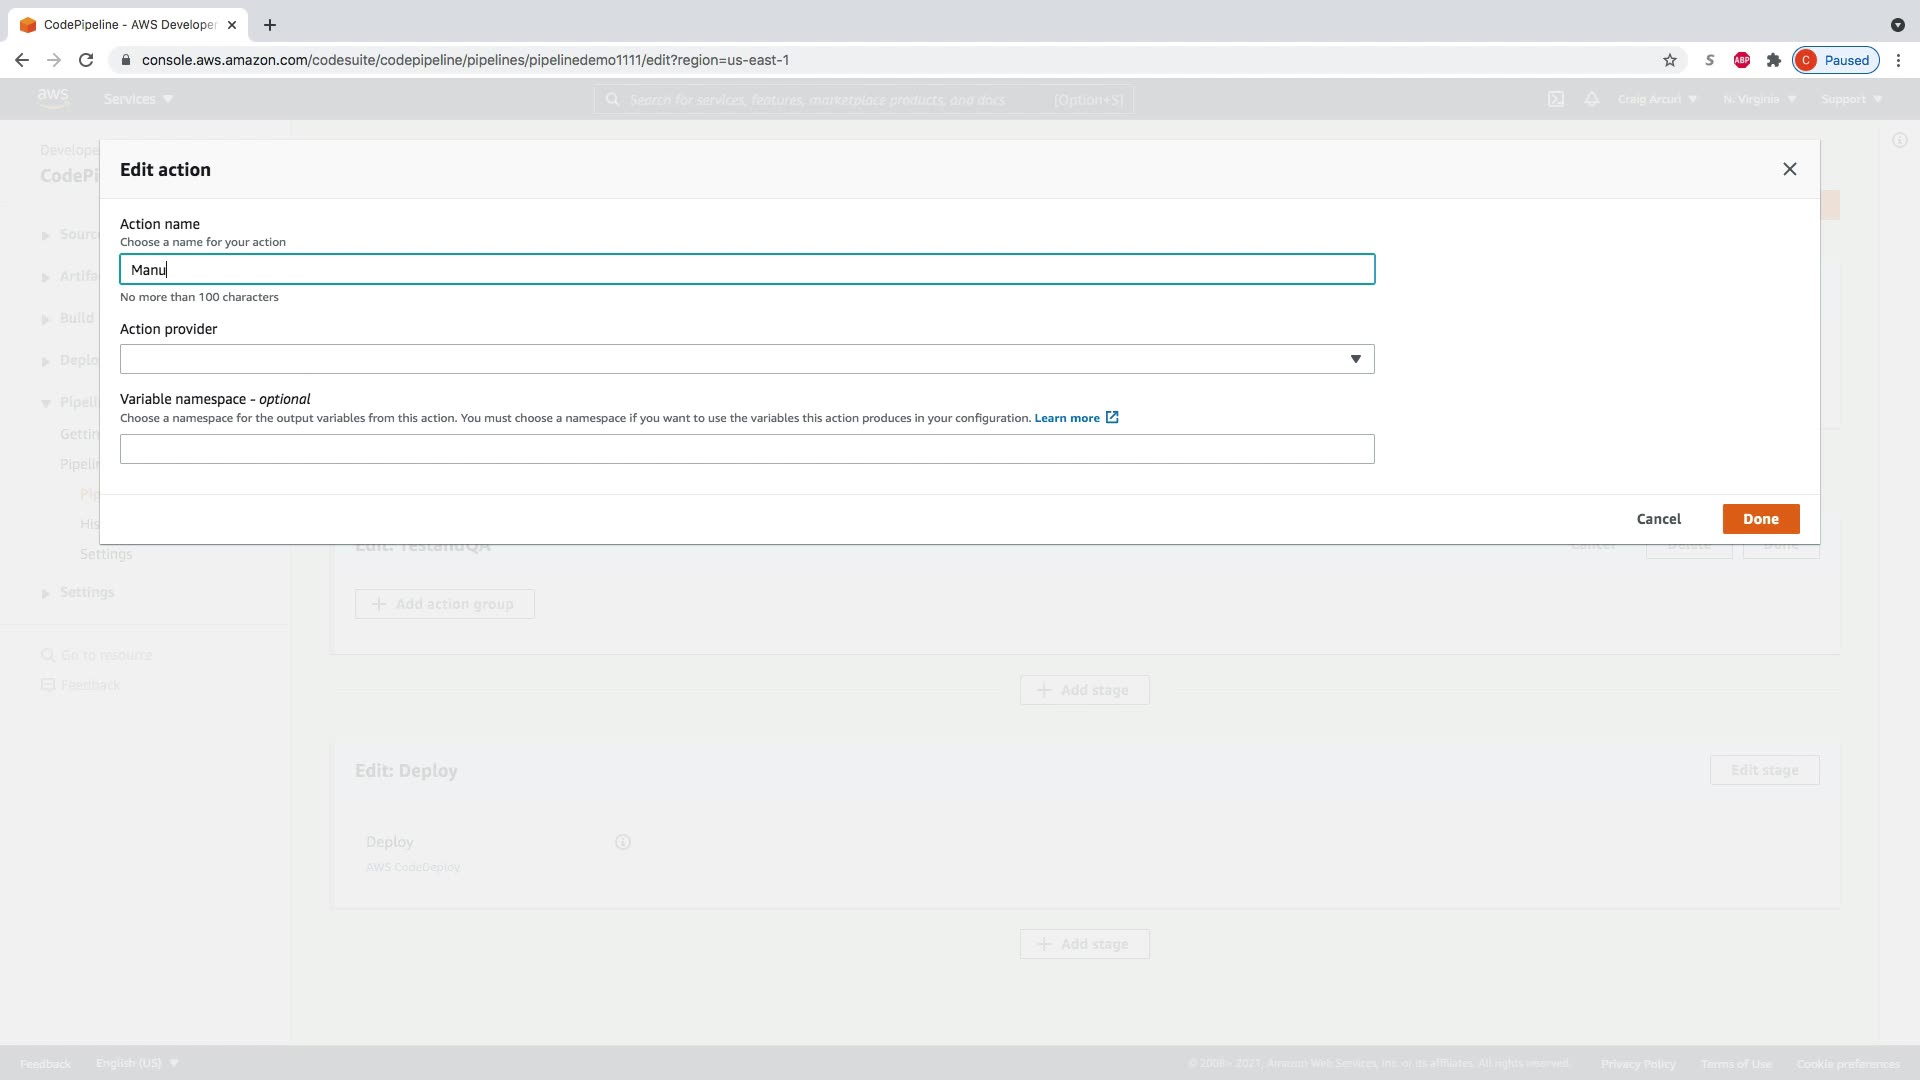 CodePipeline - AWS Developer
console.aws.amazon.com/codesuite/codepipeline/pipelines/pipelinedemo1111/edit?region=us-east-1
S
ABP
C
Paused
aws
Services
Search for services, features, marketplace products, and docs
[Option+S]
Craig Arcuri
N. Virginia
Support
Develope
CodePi
Sourc
Artifa
Build
Deplo
Pipeli
Gettin
Pipelin
Pip
His
Settings
Settings
Go to resource
Feedback
Edit action
Action name
Choose a name for your action
Manu
No more than 100 characters
Action provider
Variable namespace - optional
Choose a namespace for the output variables from this action. You must choose a namespace if you want to use the variables this action produces in your configuration. Learn more
Cancel
Done
Edit: TestandQA
Cancel
Delete
Done
Add action group
Add stage
Edit: Deploy
Edit stage
Deploy
AWS CodeDeploy
Add stage
Feedback
English (US)
© 2008 - 2021, Amazon Web Services, Inc. or its affiliates. All rights reserved.
Privacy Policy
Terms of Use
Cookie preferences